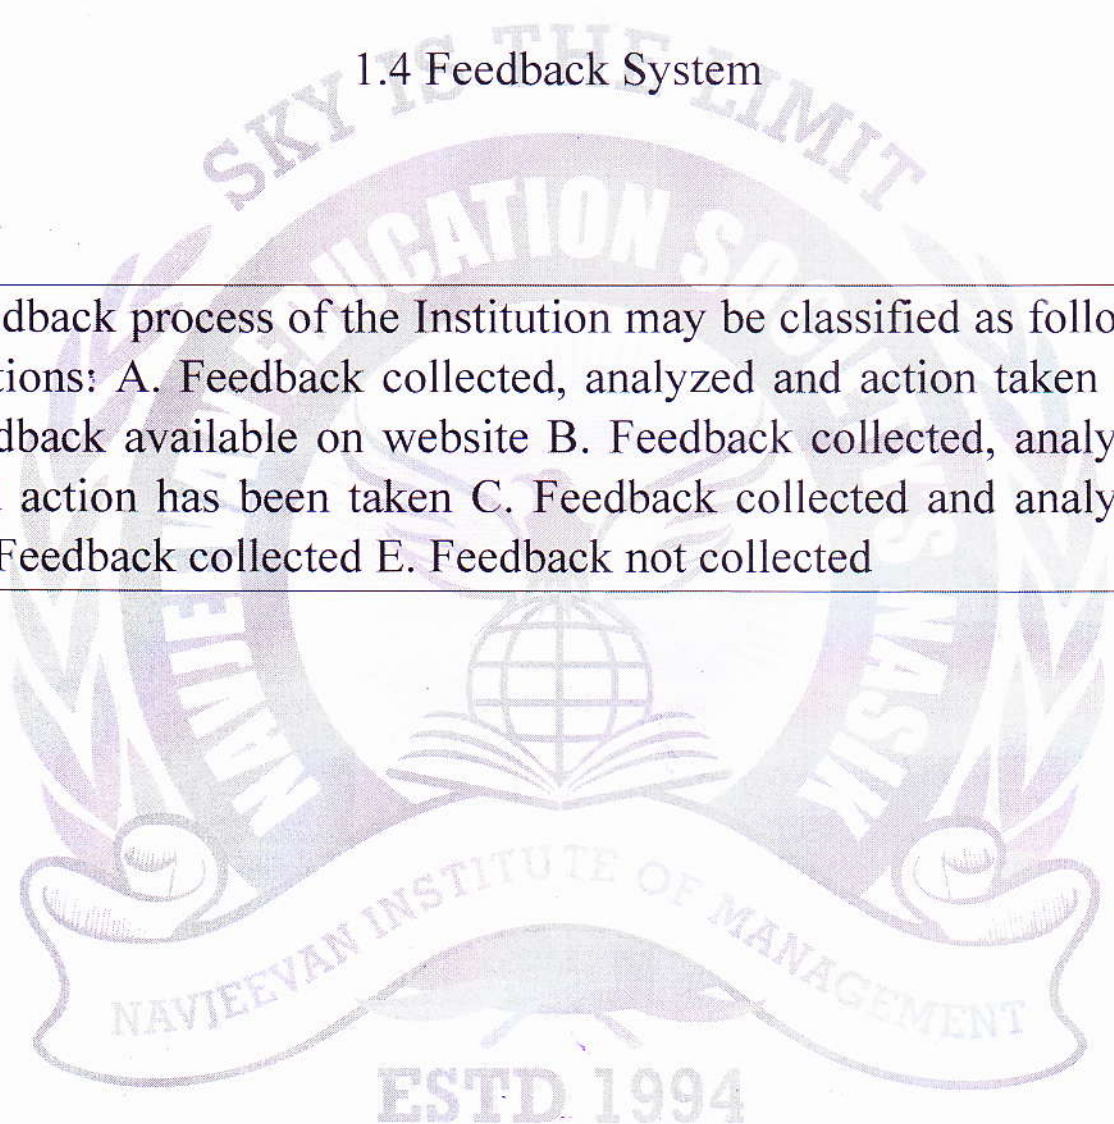 1.4 Feedback System
SKY IS THE LIMIT
NAVJEEVAN EDUCATION SOCIETY'S NASIK
dback process of the Institution may be classified as follo
tions: A. Feedback collected, analyzed and action taken
dback available on website B. Feedback collected, analy
action has been taken C. Feedback collected and analy
Feedback collected E. Feedback not collected
NAVJEEVAN INSTITUTE OF MANAGEMENT
ESTD 1994